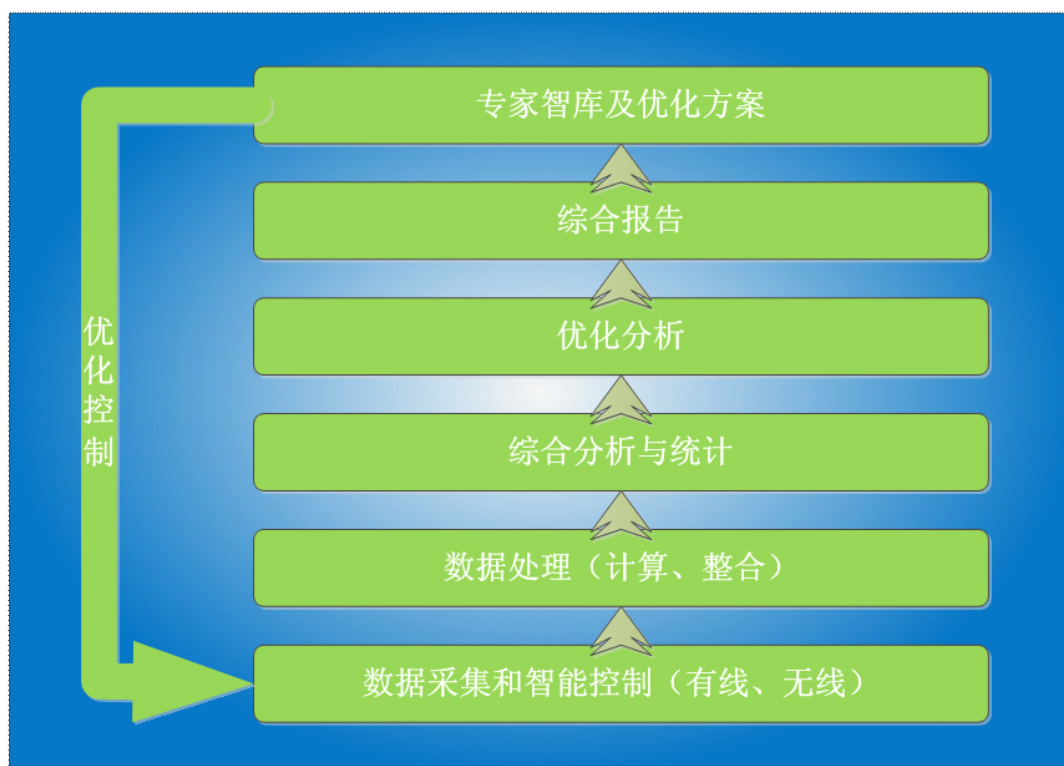 专家智库及优化方案
综合报告
优化分析
综合分析与统计
数据处理（计算、整合）
数据采集和智能控制（有线、无线）
优化控制